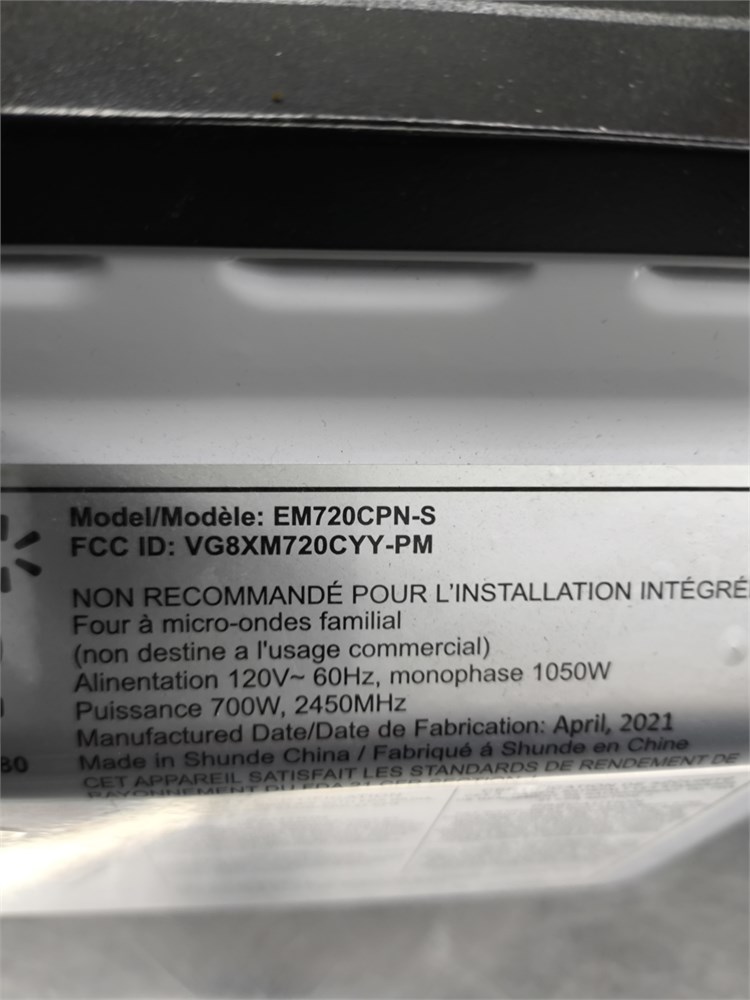 Model/Modèle: EM720CPN-S
FCC ID: VG8XM720CYY-PM
NON RECOMMANDÉ POUR L'INSTALLATION INTÉGRÉ
Four à micro-ondes familial
(non destine a l'usage commercial)
Alinentation 120V~ 60Hz, monophase 1050W
Puissance 700W, 2450MHz
Manufactured Date/Date de Fabrication: April, 2021
80 Made in Shunde China / Fabriqué á Shunde en Chine
CET APPAREIL SATISFAIT LES STANDARDS DE RENDEMENT DE